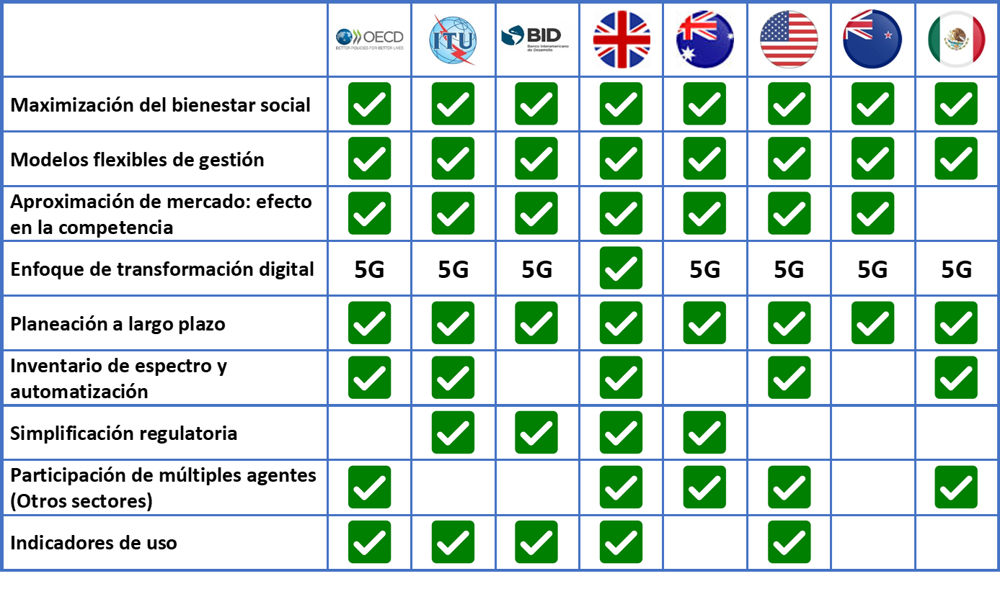 OECD
BETTER POLICIES FOR BETTER LIVES
ITU
BID
Banco Interamericano
de Desarrollo
Maximización del bienestar social
Modelos flexibles de gestión
Aproximación de mercado: efecto
en la competencia
Enfoque de transformación digital
5G
5G
5G
5G
5G
5G
5G
Planeación a largo plazo
Inventario de espectro y
automatización
Simplificación regulatoria
Participación de múltiples agentes
(Otros sectores)
Indicadores de uso